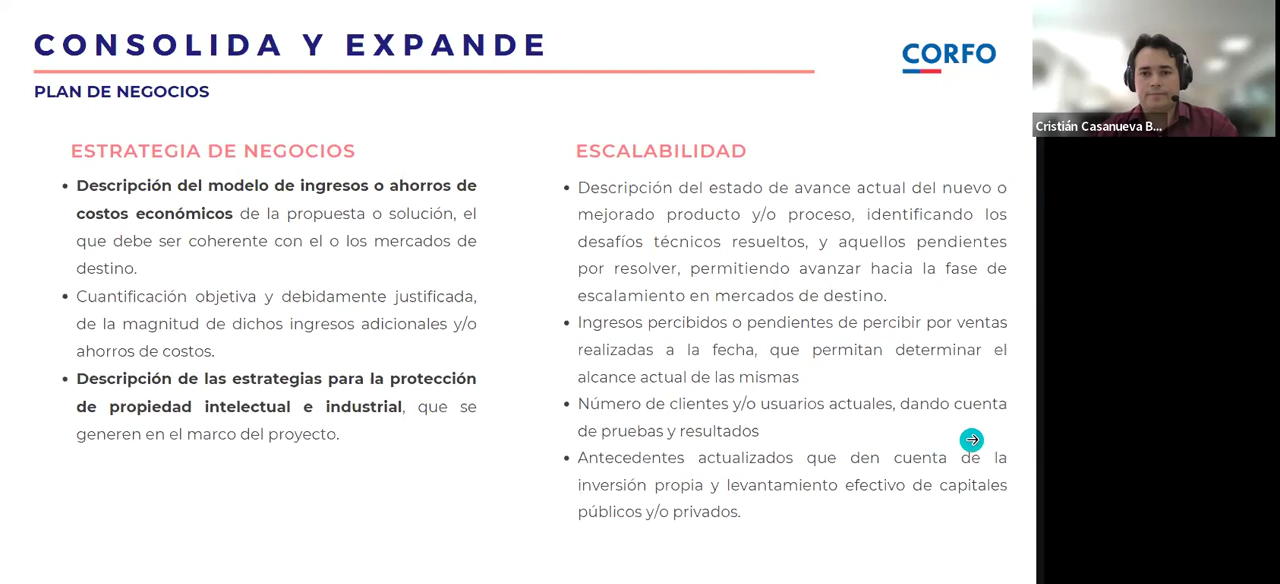 CONSOLIDA Y EXPANDE
CORFO
PLAN DE NEGOCIOS
ESTRATEGIA DE NEGOCIOS
• Descripción del modelo de ingresos o ahorros de
costos económicos de la propuesta o solución, el
que debe ser coherente con el o los mercados de
destino.
• Cuantificación objetiva y debidamente justificada,
de la magnitud de dichos ingresos adicionales y/o
ahorros de costos.
• Descripción de las estrategias para la protección
de propiedad intelectual e industrial, que se
generen en el marco del proyecto.
ESCALABILIDAD
• Descripción del estado de avance actual del nuevo o
mejorado producto y/o proceso, identificando los
desafíos técnicos resueltos, y aquellos pendientes
por resolver, permitiendo avanzar hacia la fase de
escalamiento en mercados de destino.
• Ingresos percibidos o pendientes de percibir por ventas
realizadas a la fecha, que permitan determinar el
alcance actual de las mismas
• Número de clientes y/o usuarios actuales, dando cuenta
de pruebas y resultados
• Antecedentes actualizados que den cuenta de la
inversión propia y levantamiento efectivo de capitales
públicos y/o privados.
Cristián Casanueva B...